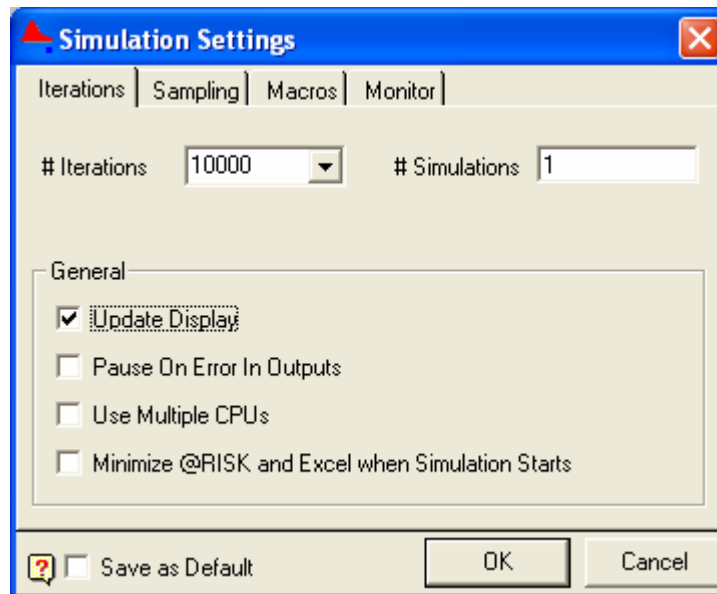 Simulation Settings
Iterations Sampling Macros Monitor
# Iterations 10000 # Simulations 1
General
Update Display
Pause On Error In Outputs
Use Multiple CPUs
Minimize @RISK and Excel when Simulation Starts
Save as Default OK Cancel